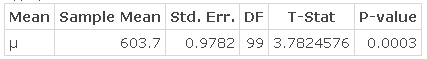 Mean Sample Mean Std. Err. DF T-Stat P-value
μ 603.7 0.9782 99 3.7824576 0.0003